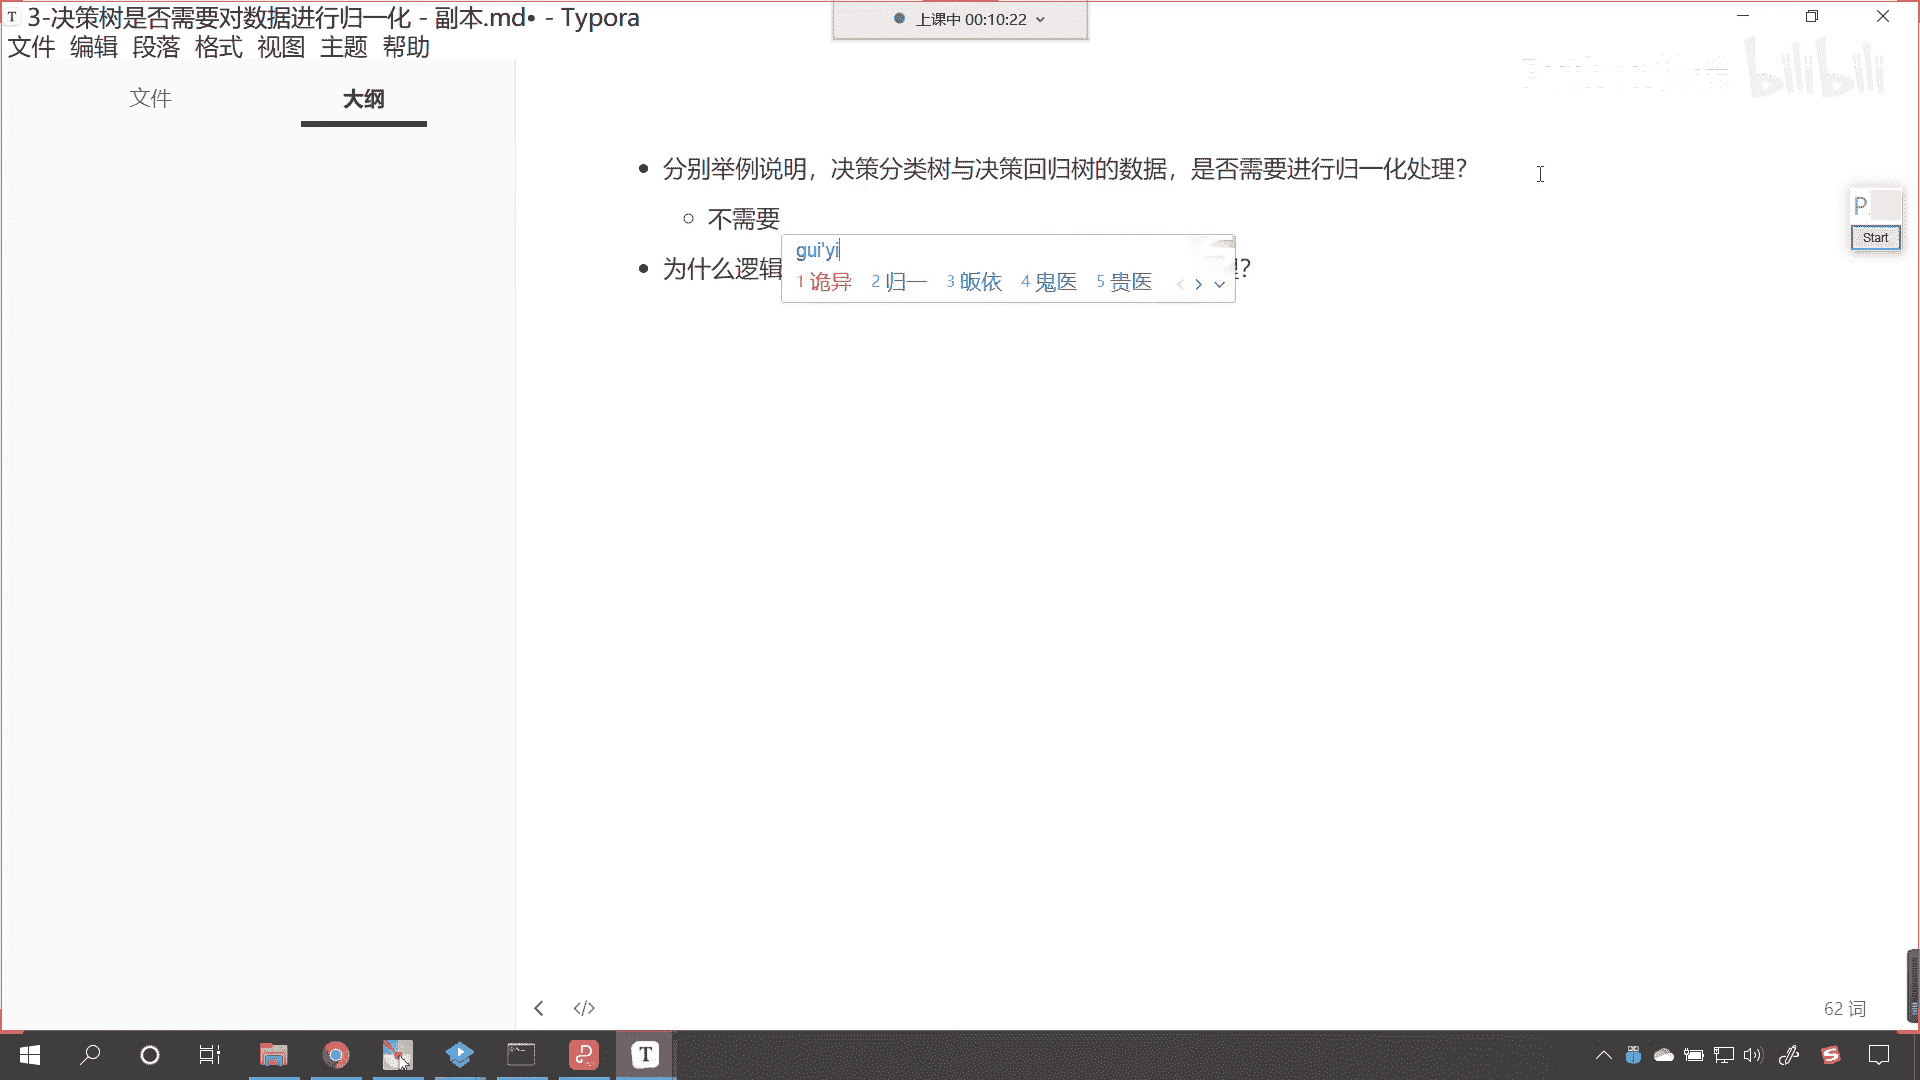 3-决策树是否需要对数据进行归一化 - 副本.md• - Typora
上课中 00:10:22
文件 编辑 段落 格式 视图 主题 帮助
bilibili
文件 大纲
分别举例说明，决策分类树与决策回归树的数据，是否需要进行归一化处理？
P.
不需要
Start
gui'yi
为什么逻辑
？
1 诡异 2 归一 3 皈依 4 鬼医 5 贵医
</>
62 词